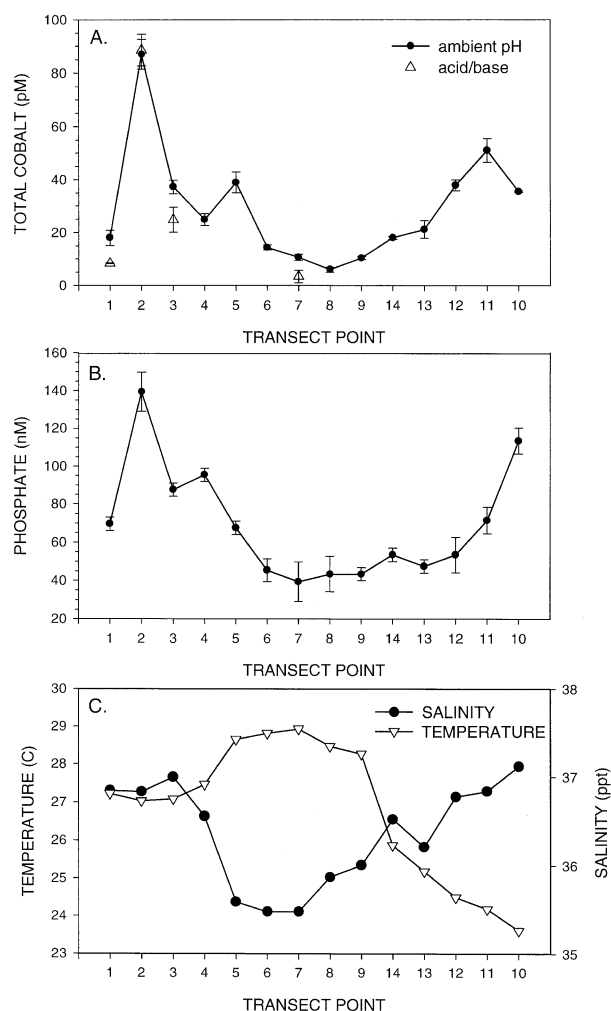 A.
ambient pH
acid/base
TOTAL COBALT (pM)
100
80
60
40
20
0
1 2 3 4 5 6 7 8 9 14 13 12 11 10
TRANSECT POINT
B.
PHOSPHATE (nM)
160
140
120
100
80
60
40
20
1 2 3 4 5 6 7 8 9 14 13 12 11 10
TRANSECT POINT
C.
SALINITY
TEMPERATURE
TEMPERATURE (C)
30
29
28
27
26
25
24
23
38
37
36
35
SALINITY (ppt)
1 2 3 4 5 6 7 8 9 14 13 12 11 10
TRANSECT POINT